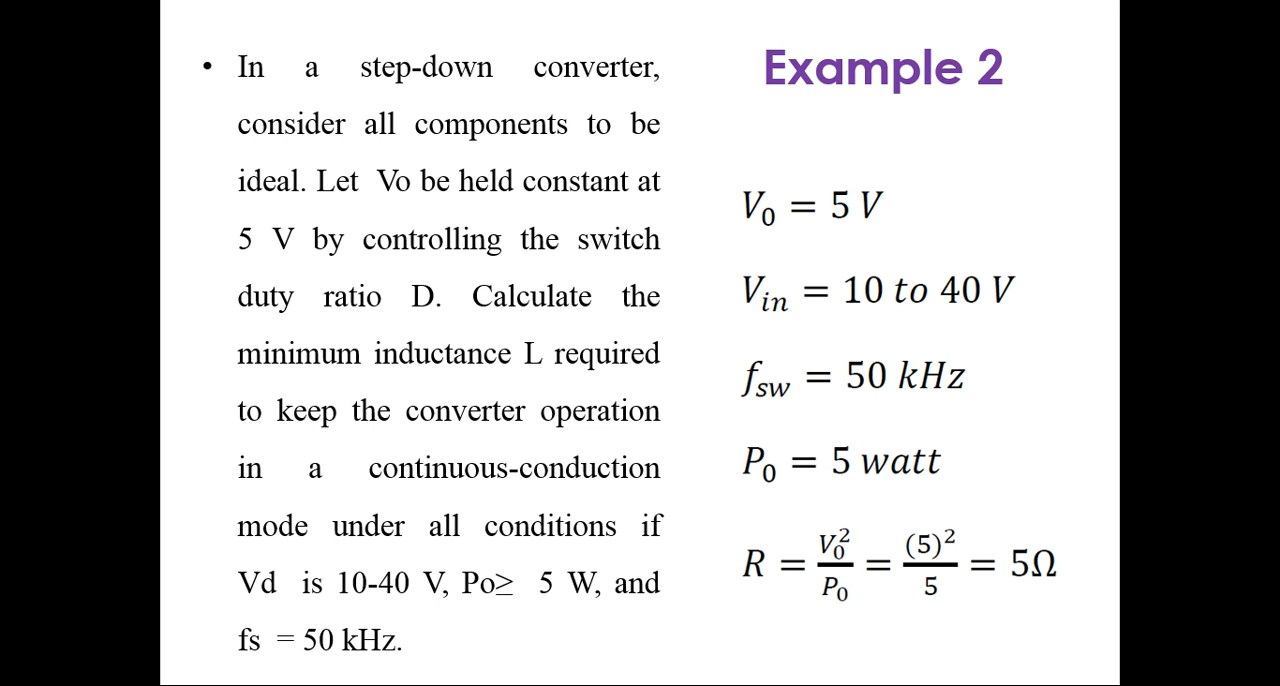 • In a step-down converter,
consider all components to be
ideal. Let Vo be held constant at
5 V by controlling the switch
duty ratio D. Calculate the
minimum inductance L required
to keep the converter operation
in a continuous-conduction
mode under all conditions if
Vd is 10-40 V, Po≥ 5 W, and
fs = 50 kHz.
Example 2
V₀ = 5 V
Vᵢₙ = 10 to 40 V
f_sw = 50 kHz
P₀ = 5 watt
R = V₀²/P₀ = (5)²/5 = 5Ω